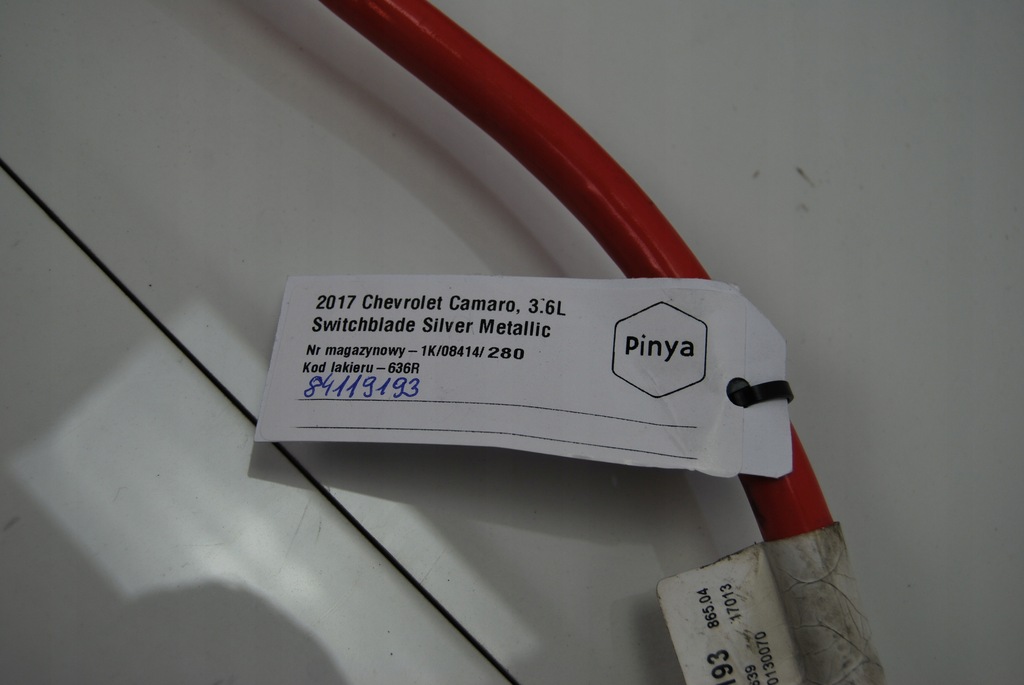 2017 Chevrolet Camaro, 3.6L
Switchblade Silver Metallic
Nr magazynowy – 1K/08414/ 280
Kod lakieru – 636R
84119193
Pinya
865.04
17013
193
0130070